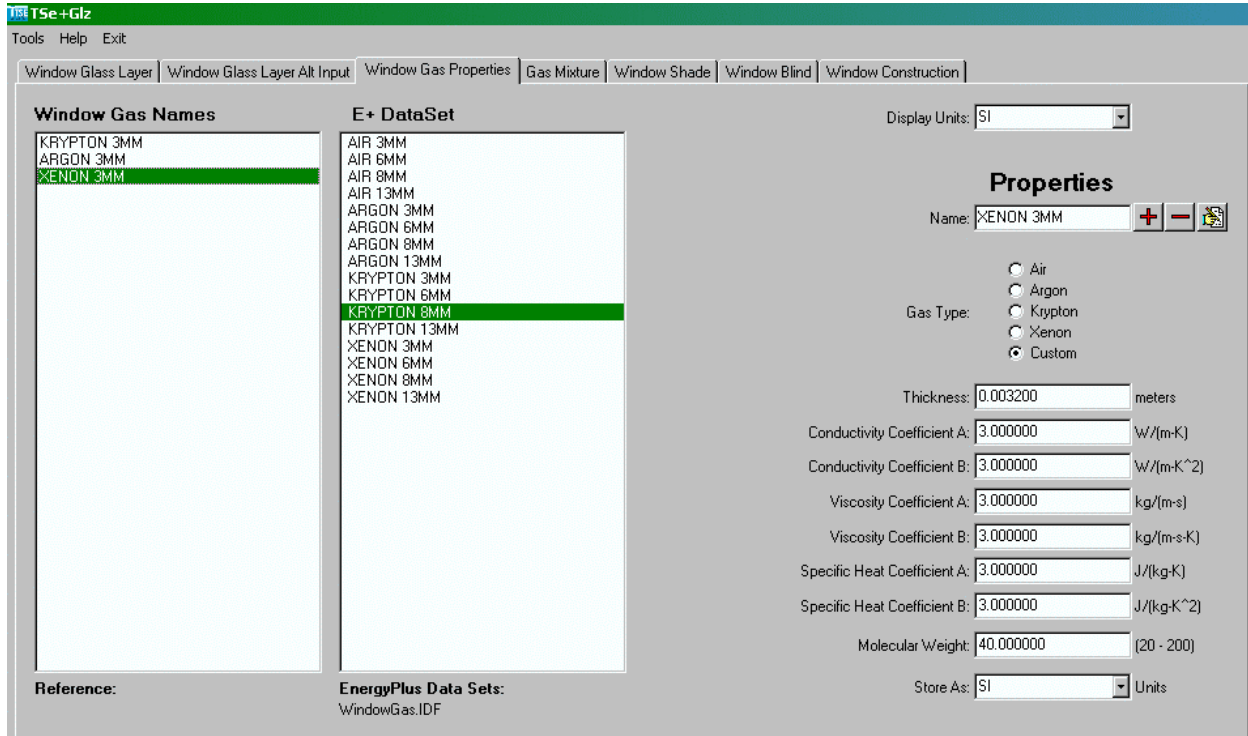 TSe+Glz
Tools Help Exit
Window Glass Layer Window Glass Layer Alt Input Window Gas Properties Gas Mixture Window Shade Window Blind Window Construction
Window Gas Names
KRYPTON 3MM
ARGON 3MM
XENON 3MM
Reference:
E+ DataSet
AIR 3MM
AIR 6MM
AIR 8MM
AIR 13MM
ARGON 3MM
ARGON 6MM
ARGON 8MM
ARGON 13MM
KRYPTON 3MM
KRYPTON 6MM
KRYPTON 8MM
KRYPTON 13MM
XENON 3MM
XENON 6MM
XENON 8MM
XENON 13MM
EnergyPlus Data Sets:
WindowGas.IDF
Display Units: SI
Properties
Name: XENON 3MM
Gas Type:
Air
Argon
Krypton
Xenon
Custom
Thickness: 0.003200 meters
Conductivity Coefficient A: 3.000000 W/(m-K)
Conductivity Coefficient B: 3.000000 W/(m-K^2)
Viscosity Coefficient A: 3.000000 kg/(m-s)
Viscosity Coefficient B: 3.000000 kg/(m-s-K)
Specific Heat Coefficient A: 3.000000 J/(kg-K)
Specific Heat Coefficient B: 3.000000 J/(kg-K^2)
Molecular Weight: 40.000000 (20 - 200)
Store As: SI Units